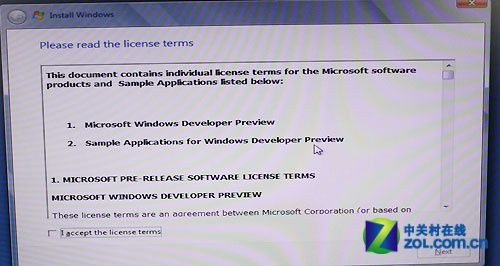 Install Windows
Please read the license terms
This document contains individual license terms for the Microsoft software
products and Sample Applications listed below:
1. Microsoft Windows Developer Preview
2. Sample Applications for Windows Developer Preview
1. MICROSOFT PRE-RELEASE SOFTWARE LICENSE TERMS
MICROSOFT WINDOWS DEVELOPER PREVIEW
These license terms are an agreement between Microsoft Corporation (or based on
I accept the license terms
Next
Z
中关村在线
zol.com.cn